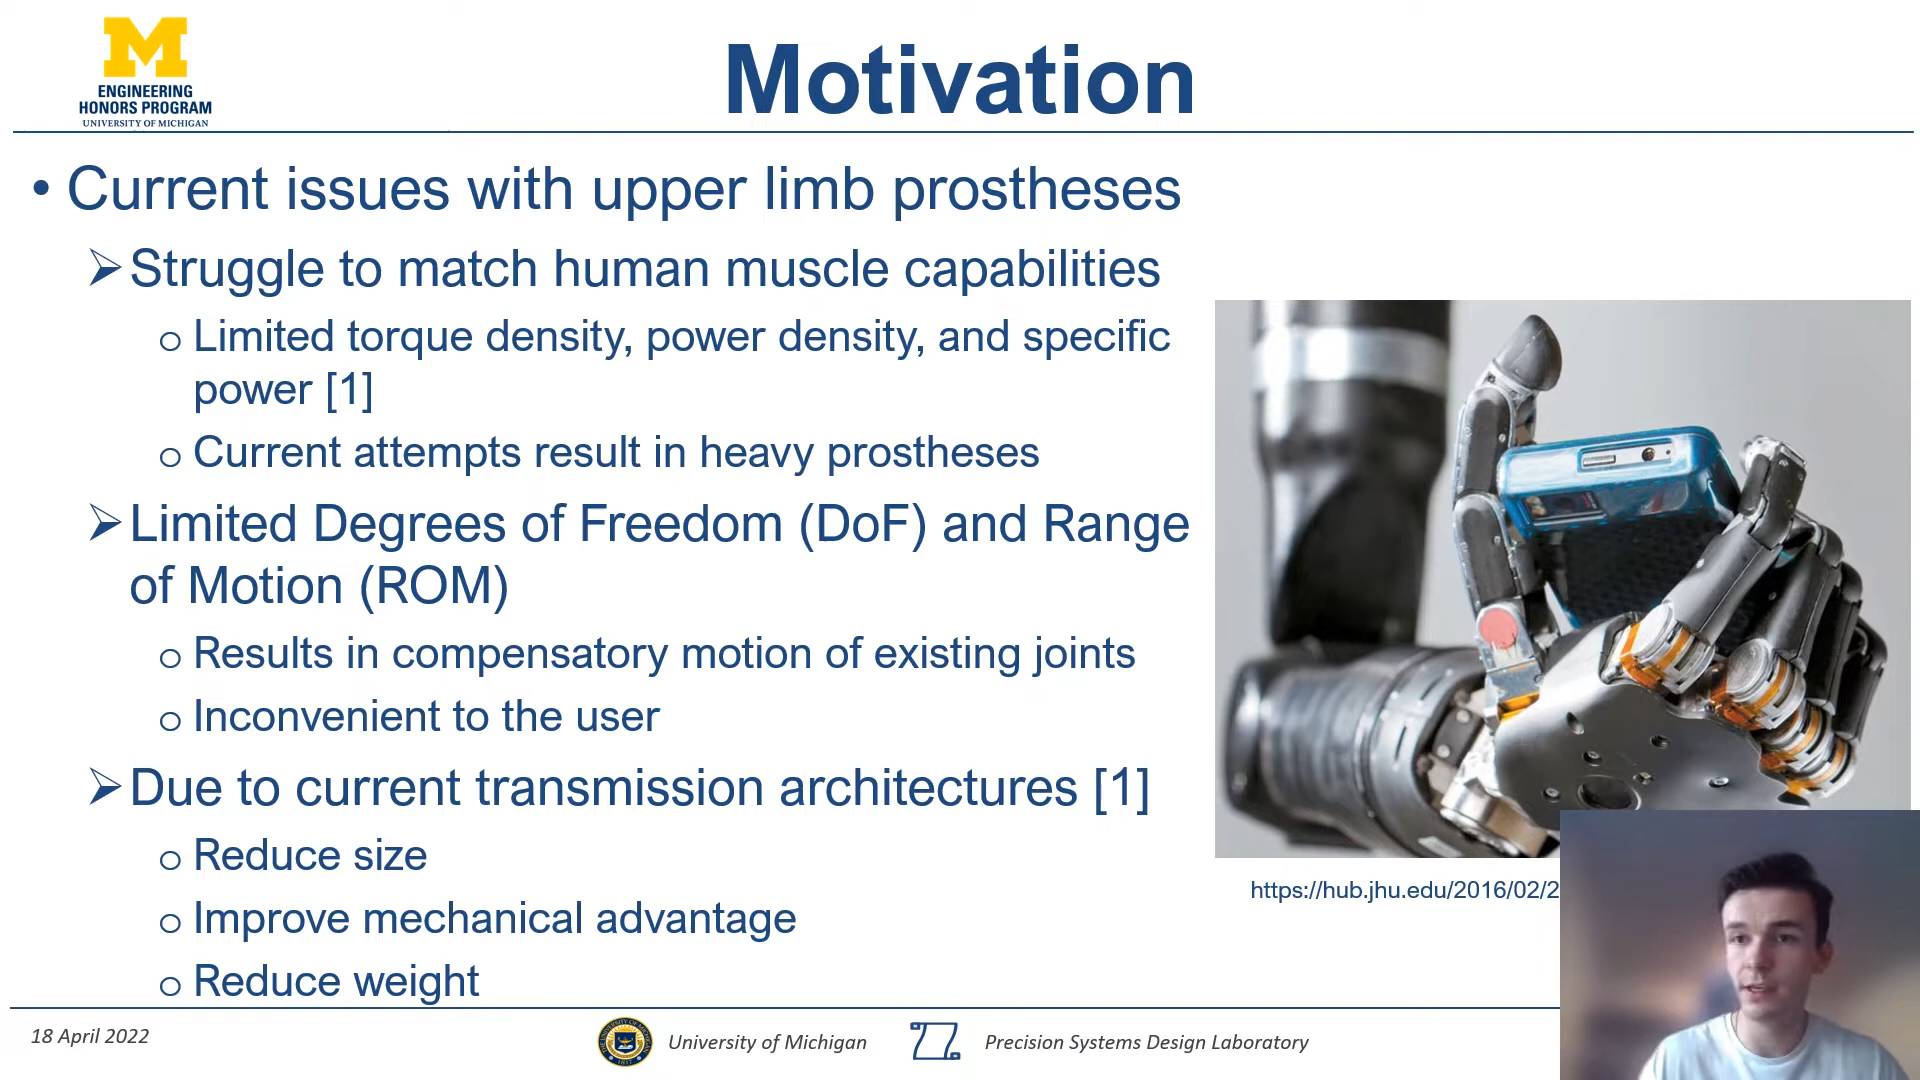 ENGINEERING
HONORS PROGRAM
UNIVERSITY OF MICHIGAN
Motivation
• Current issues with upper limb prostheses
➢ Struggle to match human muscle capabilities
o Limited torque density, power density, and specific
power [1]
o Current attempts result in heavy prostheses
➢ Limited Degrees of Freedom (DoF) and Range
of Motion (ROM)
o Results in compensatory motion of existing joints
o Inconvenient to the user
➢ Due to current transmission architectures [1]
o Reduce size
o Improve mechanical advantage
o Reduce weight
https://hub.jhu.edu/2016/02/2
18 April 2022
University of Michigan
Precision Systems Design Laboratory